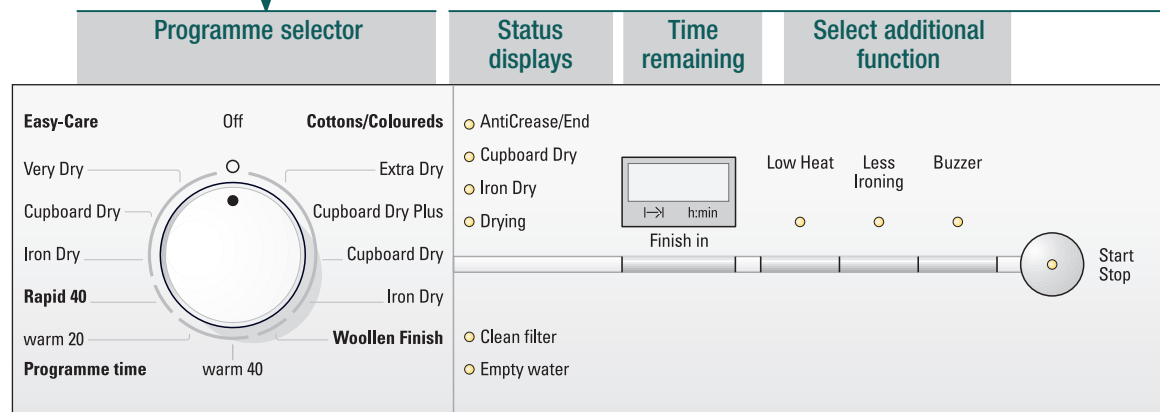 Programme selector
Status
displays
Time
remaining
Select additional
function
Easy-Care
Off
Cottons/Coloureds
Very Dry
Extra Dry
Cupboard Dry
Cupboard Dry Plus
Iron Dry
Cupboard Dry
Rapid 40
Iron Dry
warm 20
Woollen Finish
Programme time
warm 40
AntiCrease/End
Cupboard Dry
Iron Dry
Drying
h:min
Finish in
Low Heat
Less
Ironing
Buzzer
Start
Stop
Clean filter
Empty water